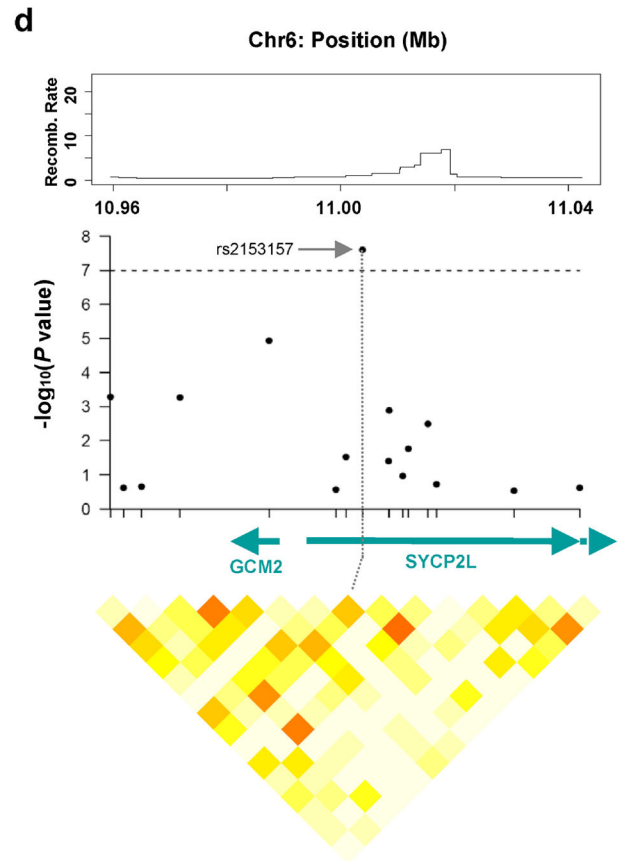 d
Chr6: Position (Mb)
Recomb. Rate
20
10
0
10.96 11.00 11.04
rs2153157
-log10(P value)
8
7
6
5
4
3
2
1
0
GCM2
SYCP2L